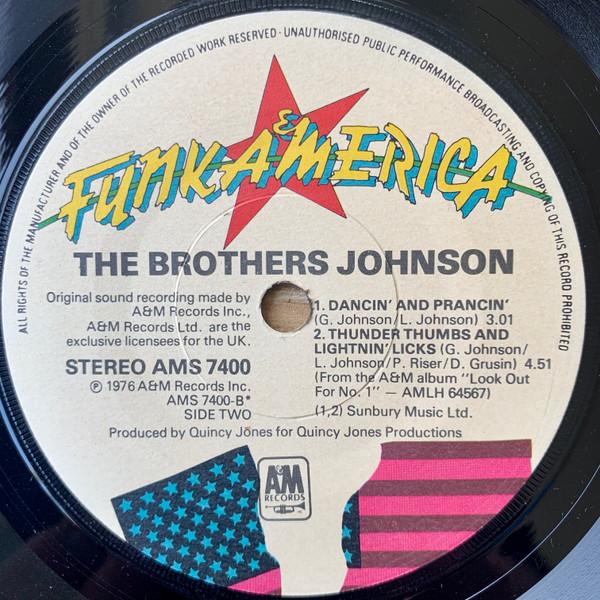 ALL RIGHTS OF THE MANUFACTURER AND OF THE OWNER OF THE RECORDED WORK RESERVED · UNAUTHORISED PUBLIC PERFORMANCE BROADCASTING AND COPYING OF THIS RECORD PROHIBITED
FUNKAMERICA
&
THE BROTHERS JOHNSON
Original sound recording made by
A&M Records Inc.,
A&M Records Ltd. are the
exclusive licensees for the UK.
STEREO AMS 7400
℗ 1976 A&M Records Inc.
AMS 7400-B*
SIDE TWO
1. DANCIN' AND PRANCIN'
(G. Johnson/L. Johnson) 3.01
2. THUNDER THUMBS AND
LIGHTNIN' LICKS (G. Johnson/
L. Johnson/P. Riser/D. Grusin) 4.51
(From the A&M album "Look Out
For No. 1" — AMLH 64567)
(1,2) Sunbury Music Ltd.
Produced by Quincy Jones for Quincy Jones Productions
A&M
RECORDS